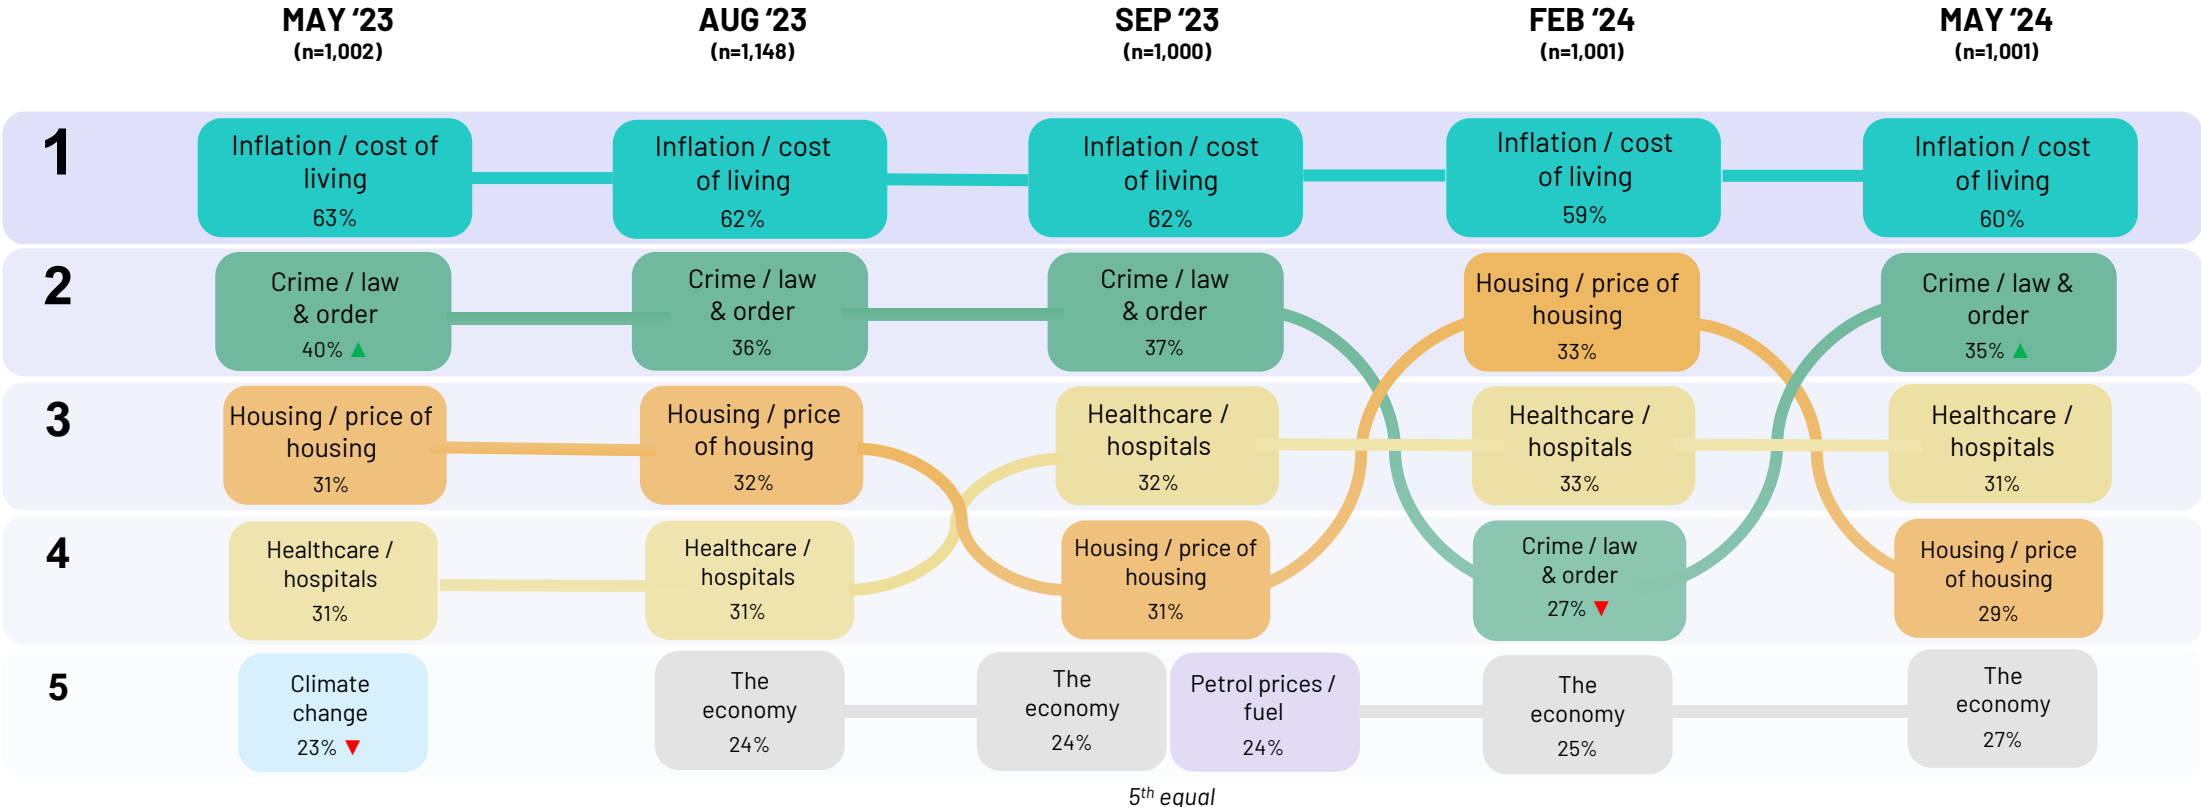 MAY ‘23
(n=1,002)
AUG ‘23
(n=1,148)
SEP ‘23
(n=1,000)
FEB ‘24
(n=1,001)
MAY ‘24
(n=1,001)
1
Inflation / cost of
living
63%
Inflation / cost
of living
62%
Inflation / cost
of living
62%
Inflation / cost
of living
59%
Inflation / cost
of living
60%
2
Crime / law
& order
40% ▲
Crime / law
& order
36%
Crime / law
& order
37%
Housing / price of
housing
33%
Crime / law &
order
35% ▲
3
Housing / price of
housing
31%
Housing / price
of housing
32%
Healthcare /
hospitals
32%
Healthcare /
hospitals
33%
Healthcare /
hospitals
31%
4
Healthcare /
hospitals
31%
Healthcare /
hospitals
31%
Housing / price of
housing
31%
Crime / law
& order
27% ▼
Housing / price
of housing
29%
5
Climate
change
23% ▼
The
economy
24%
The
economy
24%
Petrol prices /
fuel
24%
The
economy
25%
The
economy
27%
5th equal